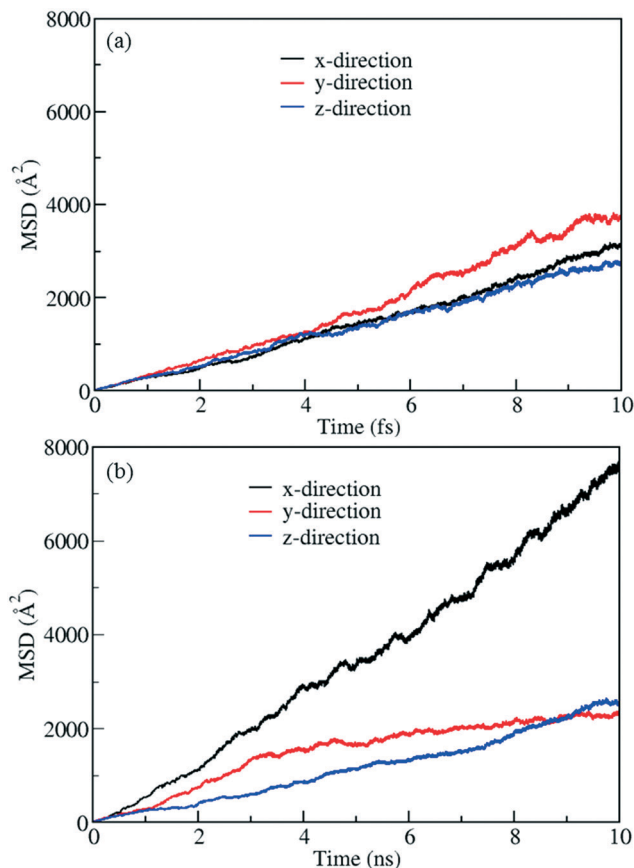 (a)
x-direction
y-direction
z-direction
8000
6000
4000
2000
0
MSD (Å²)
0 2 4 6 8 10
Time (fs)
(b)
x-direction
y-direction
z-direction
8000
6000
4000
2000
0
MSD (Å²)
0 2 4 6 8 10
Time (ns)